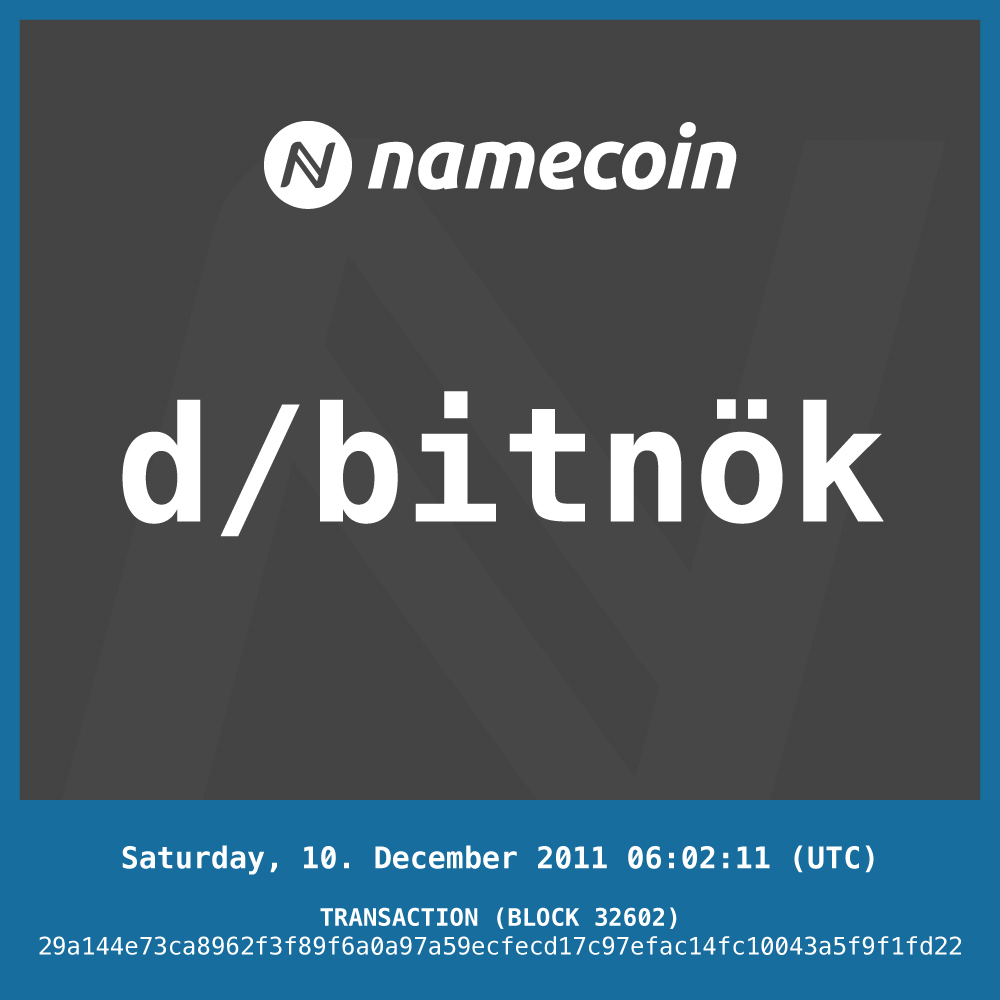 namecoin
d/bitnök
Saturday, 10. December 2011 06:02:11 (UTC)
TRANSACTION (BLOCK 32602)
29a144e73ca8962f3f89f6a0a97a59ecfecd17c97efac14fc10043a5f9f1fd22